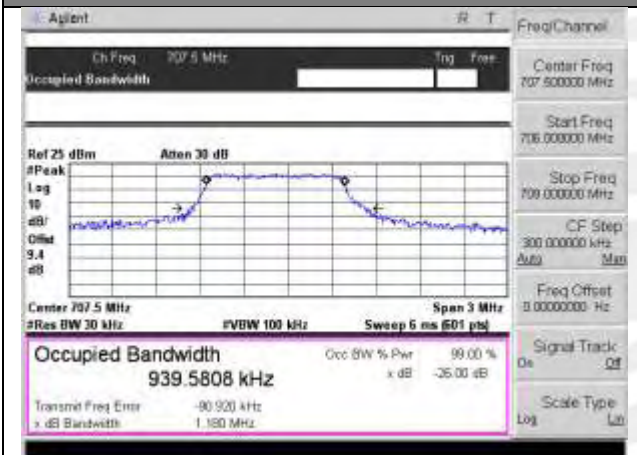 Agilent R T
Ch Freq 707.5 MHz Trig Free
Occupied Bandwidth
Ref 25 dBm Atten 30 dB
#Peak
Log
10
dB/
Offst
9.4
dB
Center 707.5 MHz Span 3 MHz
#Res BW 30 kHz #VBW 100 kHz Sweep 6 ms (601 pts)
Occupied Bandwidth
939.5808 kHz
Occ BW % Pwr 99.00 %
x dB -26.00 dB
Transmit Freq Error -90.920 kHz
x dB Bandwidth 1.180 MHz
Freq/Channel
Center Freq
707.500000 MHz
Start Freq
706.000000 MHz
Stop Freq
709.000000 MHz
CF Step
300.000000 kHz
Auto Man
Freq Offset
0.00000000 Hz
Signal Track
On Off
Scale Type
Log Lin